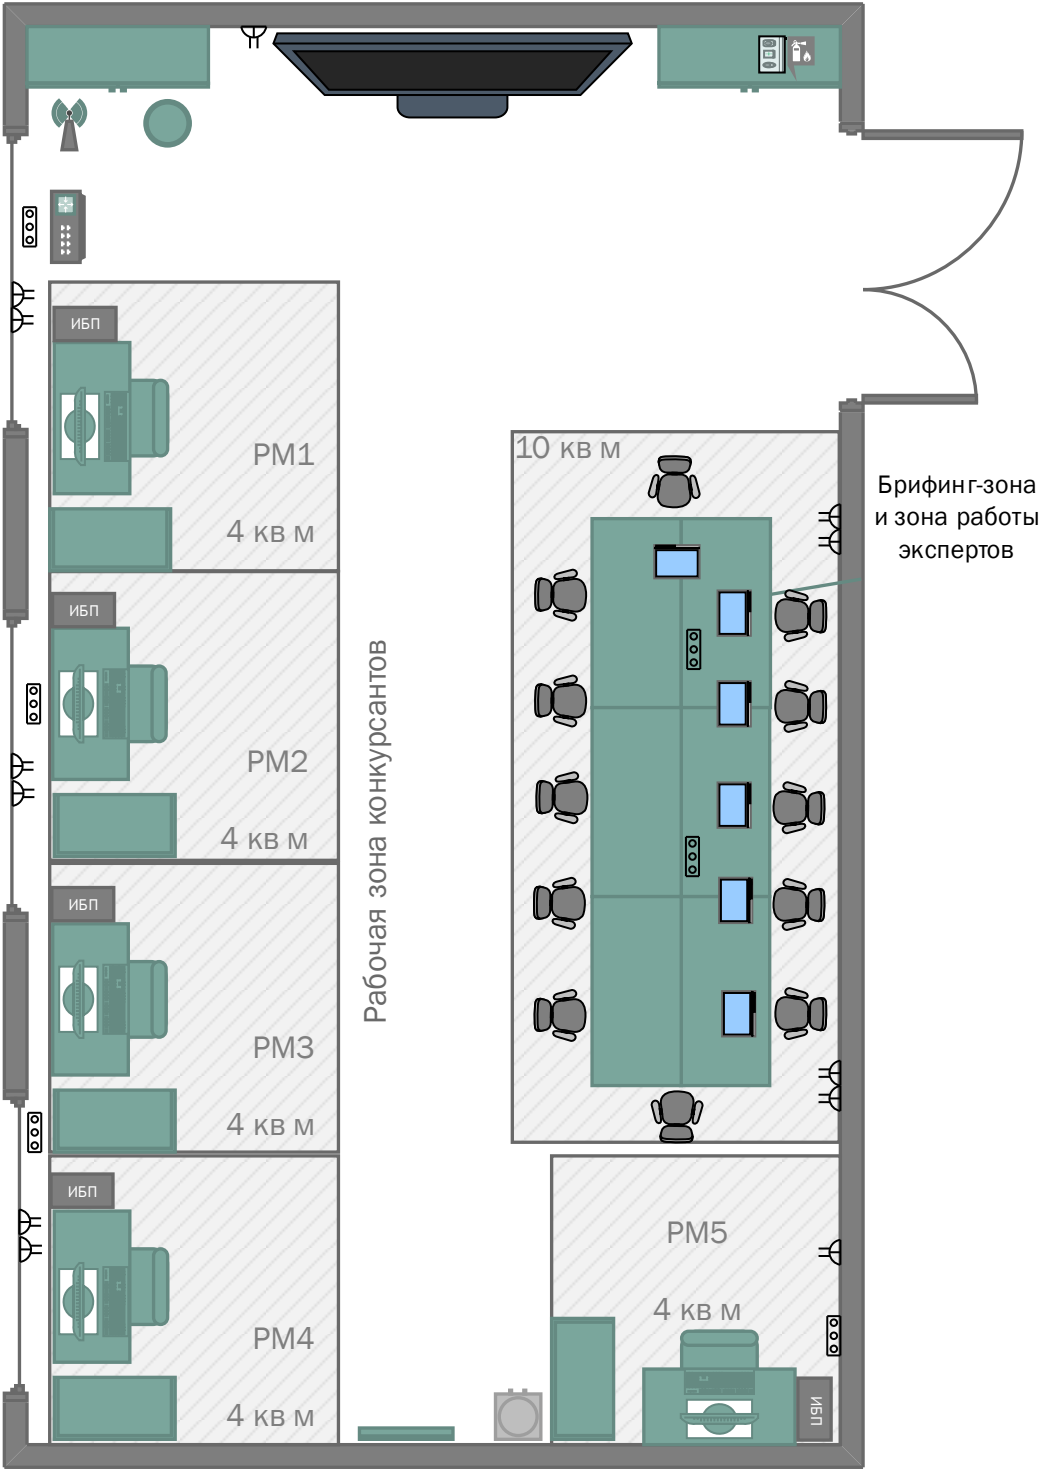 ИБП
РМ1
4 кв м
10 кв м
Брифинг-зона
и зона работы
экспертов
ИБП
РМ2
4 кв м
Рабочая зона конкурсантов
ИБП
РМ3
4 кв м
ИБП
РМ4
4 кв м
РМ5
4 кв м
ИБП